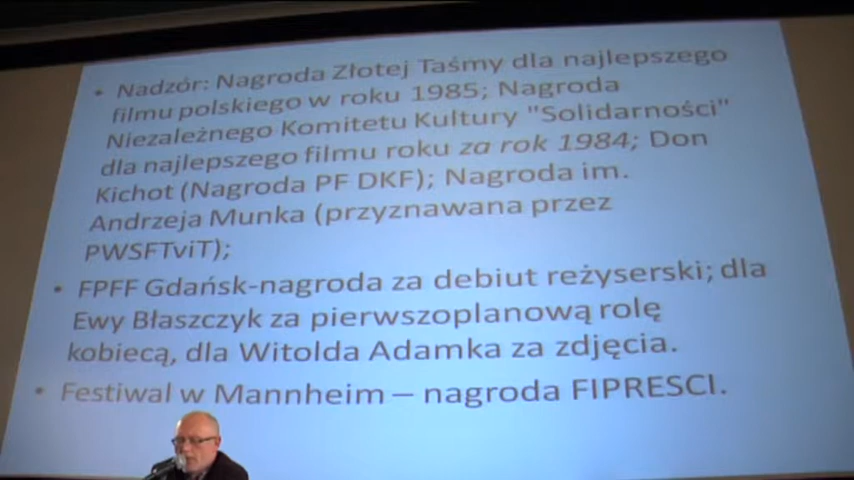 • Nadzór: Nagroda Złotej Taśmy dla najlepszego
filmu polskiego w roku 1985; Nagroda
Niezależnego Komitetu Kultury "Solidarności"
dla najlepszego filmu roku za rok 1984; Don
Kichot (Nagroda PF DKF); Nagroda im.
Andrzeja Munka (przyznawana przez
PWSFTviT);
• FPFF Gdańsk-nagroda za debiut reżyserski; dla
Ewy Błaszczyk za pierwszoplanową rolę
kobiecą, dla Witolda Adamka za zdjęcia.
• Festiwal w Mannheim – nagroda FIPRESCI.